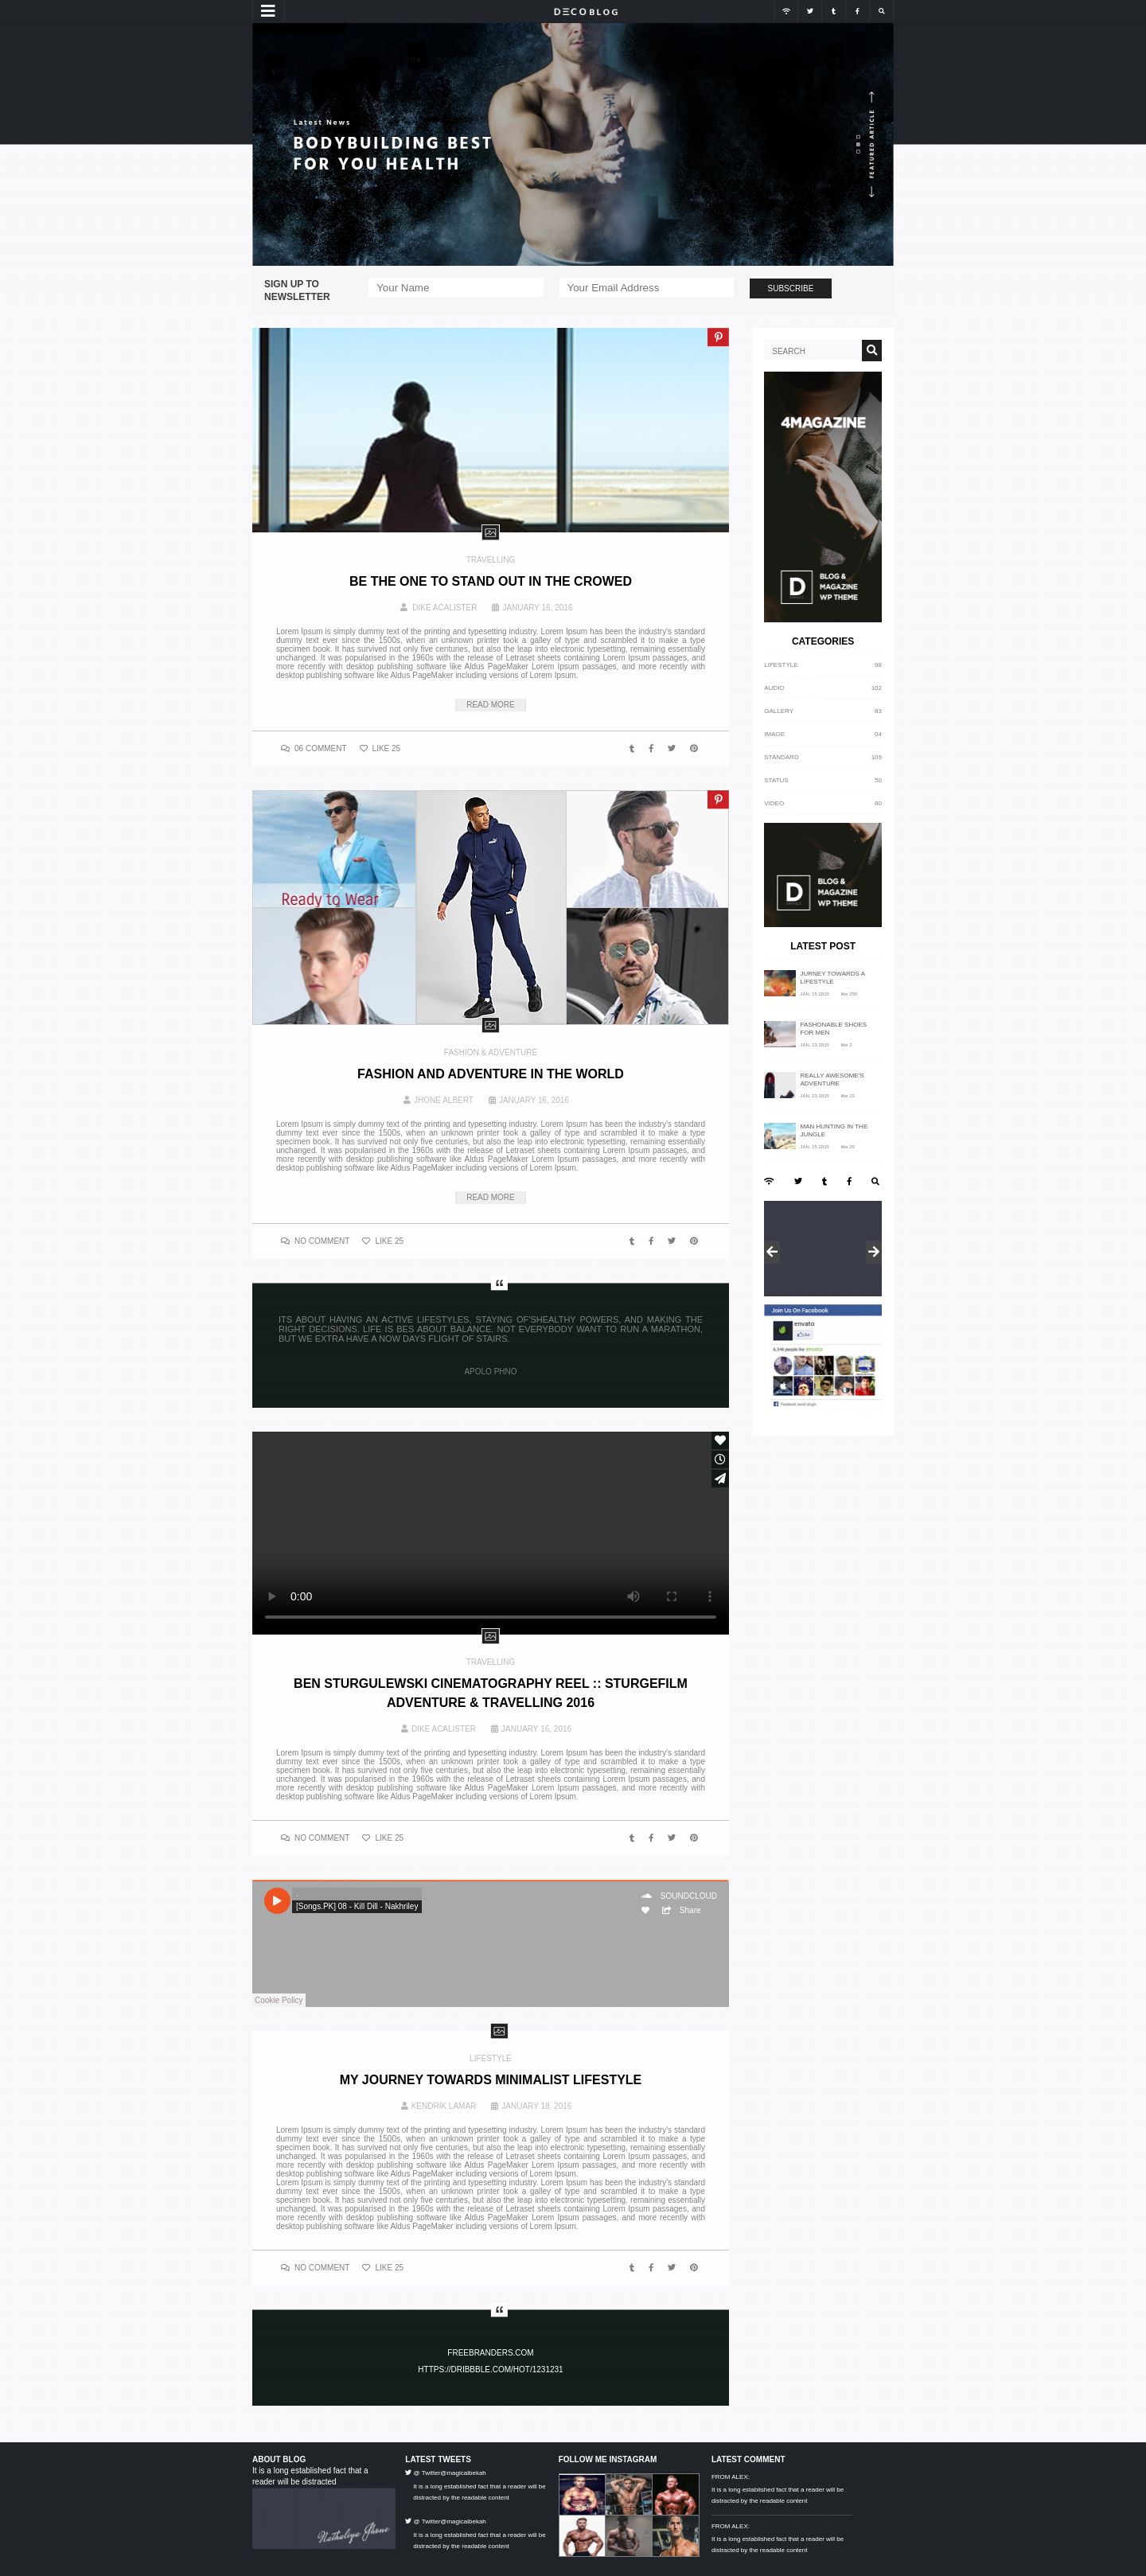 DECOBLOG
Latest News
BODYBUILDING BEST
FOR YOU HEALTH
FEATURED ARTICLE
SIGN UP TO
NEWSLETTER
Your Name
Your Email Address
SUBSCRIBE
TRAVELLING
BE THE ONE TO STAND OUT IN THE CROWED
DIKE ACALISTER JANUARY 16, 2016
Lorem Ipsum is simply dummy text of the printing and typesetting industry. Lorem Ipsum has been the industry's standard
dummy text ever since the 1500s, when an unknown printer took a galley of type and scrambled it to make a type
specimen book. It has survived not only five centuries, but also the leap into electronic typesetting, remaining essentially
unchanged. It was popularised in the 1960s with the release of Letraset sheets containing Lorem Ipsum passages, and
more recently with desktop publishing software like Aldus PageMaker Lorem Ipsum passages, and more recently with
desktop publishing software like Aldus PageMaker including versions of Lorem Ipsum.
READ MORE
06 COMMENT LIKE 25
Ready to Wear
FASHION & ADVENTURE
FASHION AND ADVENTURE IN THE WORLD
JHONE ALBERT JANUARY 16, 2016
Lorem Ipsum is simply dummy text of the printing and typesetting industry. Lorem Ipsum has been the industry's standard
dummy text ever since the 1500s, when an unknown printer took a galley of type and scrambled it to make a type
specimen book. It has survived not only five centuries, but also the leap into electronic typesetting, remaining essentially
unchanged. It was popularised in the 1960s with the release of Letraset sheets containing Lorem Ipsum passages, and
more recently with desktop publishing software like Aldus PageMaker Lorem Ipsum passages, and more recently with
desktop publishing software like Aldus PageMaker including versions of Lorem Ipsum.
READ MORE
NO COMMENT LIKE 25
“
ITS ABOUT HAVING AN ACTIVE LIFESTYLES, STAYING OF'SHEALTHY POWERS, AND MAKING THE
RIGHT DECISIONS. LIFE IS BES ABOUT BALANCE. NOT EVERYBODY WANT TO RUN A MARATHON,
BUT WE EXTRA HAVE A NOW DAYS FLIGHT OF STAIRS.
APOLO PHNO
0:00
TRAVELLING
BEN STURGULEWSKI CINEMATOGRAPHY REEL :: STURGEFILM
ADVENTURE & TRAVELLING 2016
DIKE ACALISTER JANUARY 16, 2016
Lorem Ipsum is simply dummy text of the printing and typesetting industry. Lorem Ipsum has been the industry's standard
dummy text ever since the 1500s, when an unknown printer took a galley of type and scrambled it to make a type
specimen book. It has survived not only five centuries, but also the leap into electronic typesetting, remaining essentially
unchanged. It was popularised in the 1960s with the release of Letraset sheets containing Lorem Ipsum passages, and
more recently with desktop publishing software like Aldus PageMaker Lorem Ipsum passages, and more recently with
desktop publishing software like Aldus PageMaker including versions of Lorem Ipsum.
NO COMMENT LIKE 25
[Songs.PK] 08 - Kill Dill - Nakhriley
SOUNDCLOUD
Share
Cookie Policy
LIFESTYLE
MY JOURNEY TOWARDS MINIMALIST LIFESTYLE
KENDRIK LAMAR JANUARY 18, 2016
Lorem Ipsum is simply dummy text of the printing and typesetting industry. Lorem Ipsum has been the industry's standard
dummy text ever since the 1500s, when an unknown printer took a galley of type and scrambled it to make a type
specimen book. It has survived not only five centuries, but also the leap into electronic typesetting, remaining essentially
unchanged. It was popularised in the 1960s with the release of Letraset sheets containing Lorem Ipsum passages, and
more recently with desktop publishing software like Aldus PageMaker Lorem Ipsum passages, and more recently with
desktop publishing software like Aldus PageMaker including versions of Lorem Ipsum.
Lorem Ipsum is simply dummy text of the printing and typesetting industry. Lorem Ipsum has been the industry's standard
dummy text ever since the 1500s, when an unknown printer took a galley of type and scrambled it to make a type
specimen book. It has survived not only five centuries, but also the leap into electronic typesetting, remaining essentially
unchanged. It was popularised in the 1960s with the release of Letraset sheets containing Lorem Ipsum passages, and
more recently with desktop publishing software like Aldus PageMaker Lorem Ipsum passages, and more recently with
desktop publishing software like Aldus PageMaker including versions of Lorem Ipsum.
NO COMMENT LIKE 25
“
FREEBRANDERS.COM
HTTPS://DRIBBBLE.COM/HOT/1231231
SEARCH
4MAGAZINE
D
BLOG &
MAGAZINE
WP THEME
CATEGORIES
LIFESTYLE 98
AUDIO 102
GALLERY 83
IMAGE 04
STANDARD 109
STATUS 50
VIDEO 80
D
BLOG &
MAGAZINE
WP THEME
LATEST POST
JURNEY TOWARDS A
LIFESTYLE
JAN, 15 2015 like 255
FASHONABLE SHOES
FOR MEN
JAN, 13 2015 like 2
REALLY AWESOME'S
ADVENTURE
JAN, 23 2015 like 23
MAN HUNTING IN THE
JUNGLE
JAN, 15 2015
Join Us On Facebook
envato
Like
people like envato
Facebook social plugin
ABOUT BLOG
It is a long established fact that a
reader will be distracted
LATEST TWEETS
@ Twitter@magicalbekah
It is a long established fact that a reader will be
distracted by the readable content
@ Twitter@magicalbekah
It is a long established fact that a reader will be
distracted by the readable content
FOLLOW ME INSTAGRAM
LATEST COMMENT
FROM ALEX:
It is a long established fact that a reader will be
distracted by the readable content
FROM ALEX:
It is a long established fact that a reader will be
distracted by the readable content